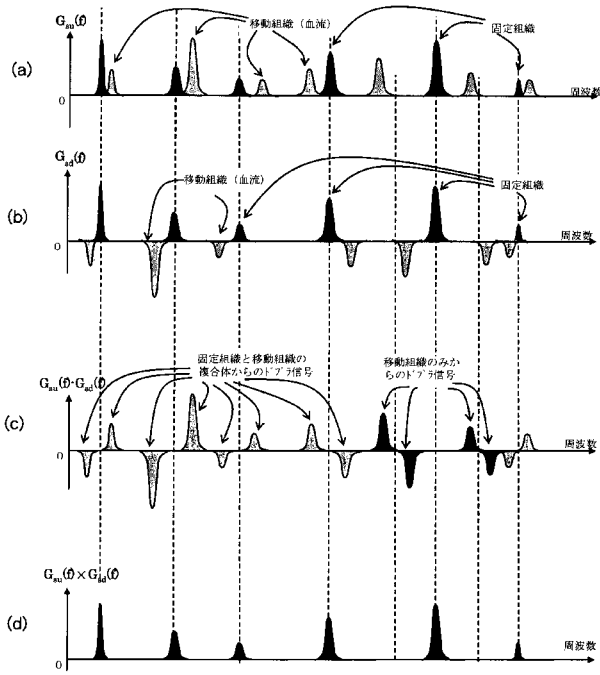 Gsu(f)
移動組織（血流）
固定組織
(a)
0
周波数
Gsd(f)
移動組織（血流）
固定組織
(b)
周波数
0
固定組織と移動組織の
複合体からのﾄﾞﾌﾟﾗ信号
移動組織のみか
らのﾄﾞﾌﾟﾗ信号
Gsu(f)-Gsd(f)
(c)
0
周波数
Gsu(f)×Gsd(f)
(d)
0
周波数